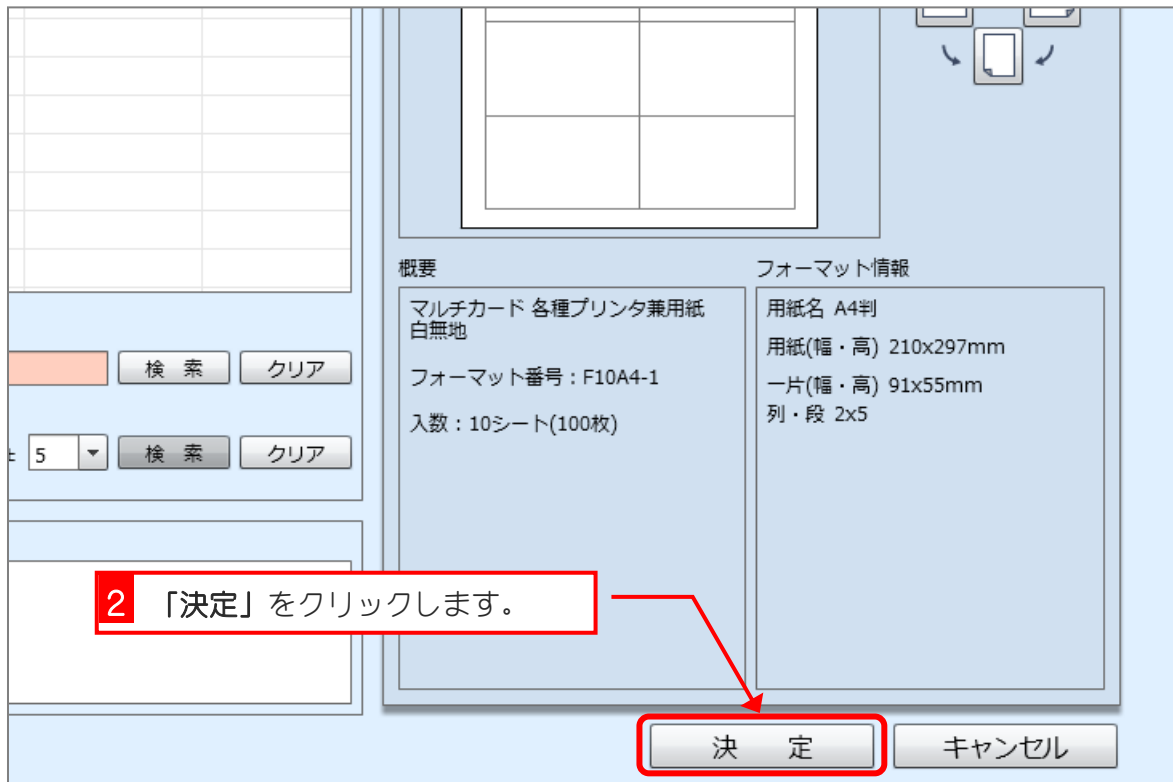 概要
マルチカード 各種プリンタ兼用紙
白無地
フォーマット番号：F10A4-1
入数：10シート(100枚)
フォーマット情報
用紙名 A4判
用紙(幅・高) 210x297mm
一片(幅・高) 91x55mm
列・段 2x5
検 索 クリア
5 検 索 クリア
2 「決定」をクリックします。
決 定 キャンセル